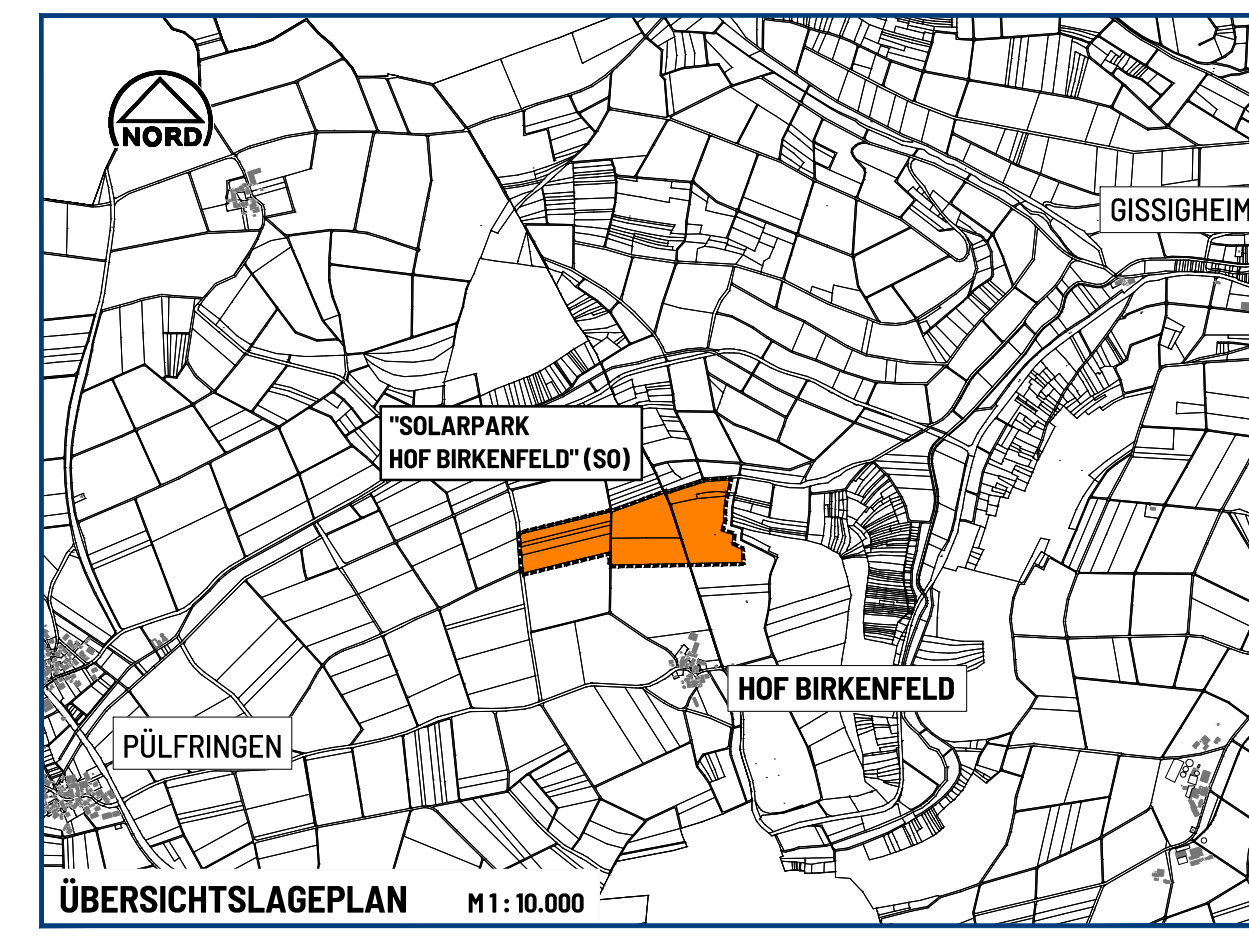 NORD
GISSIGHEIM
"SOLARPARK
HOF BIRKENFELD" (SO)
HOF BIRKENFELD
PÜLFRINGEN
ÜBERSICHTSLAGEPLAN M 1 : 10.000